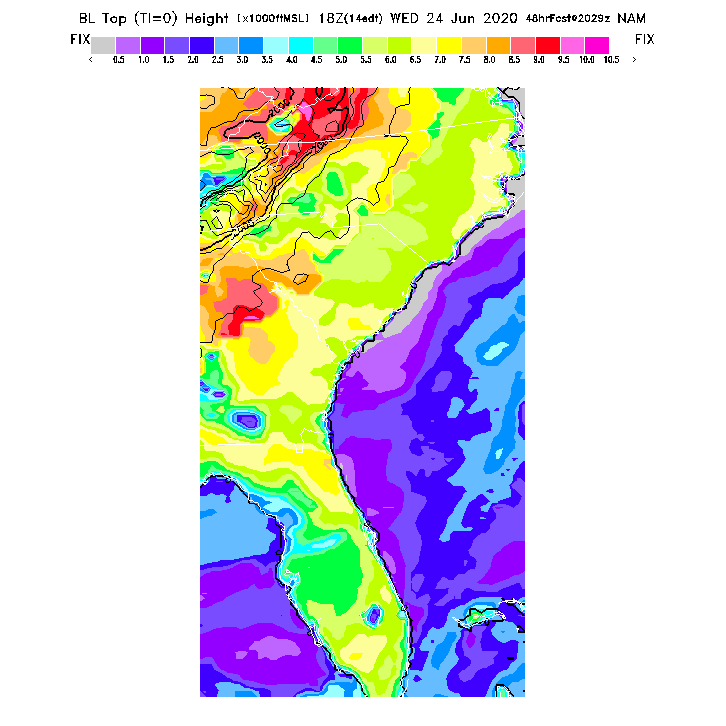 BL Top (TI=0) Height [x1000ftMSL] 18Z(14edt) WED 24 Jun 2020 48hrFcst@2029z NAM
FIX FIX
< 0.5 1.0 1.5 2.0 2.5 3.0 3.5 4.0 4.5 5.0 5.5 6.0 6.5 7.0 7.5 8.0 8.5 9.0 9.5 10.0 10.5 >
2000